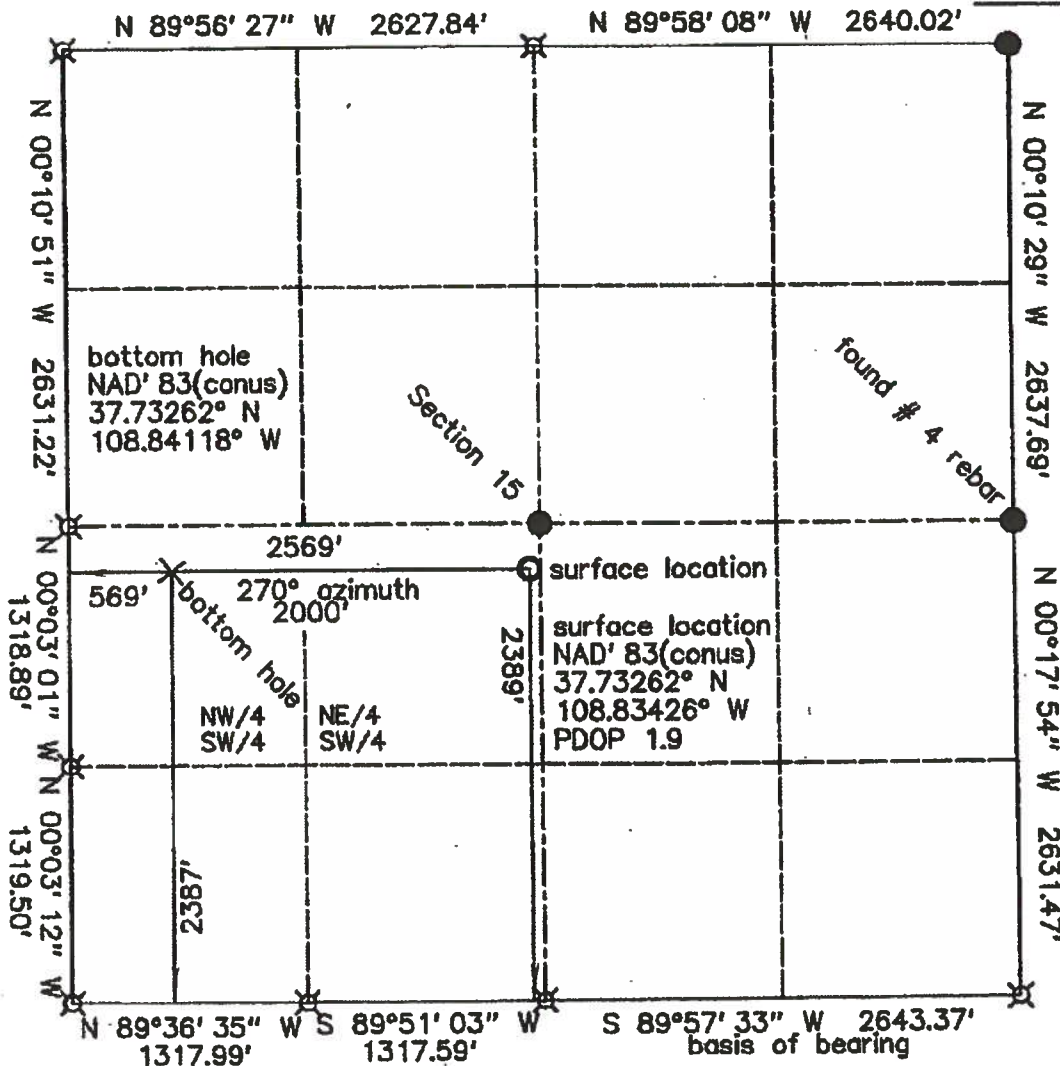 N 89°56' 27" W 2627.84'
N 89°58' 08" W 2640.02'
N 00°10' 51" W 2631.22'
N 00°10' 29" W 2637.69'
bottom hole
NAD' 83(conus)
37.73262° N
108.84118° W
Section 15
found # 4 rebar
2569'
569'
270° azimuth
2000'
bottom hole
surface location
2389'
surface location
NAD' 83(conus)
37.73262° N
108.83426° W
PDOP 1.9
NW/4
SW/4
NE/4
SW/4
N 00°03' 01" W
1318.89'
N 00°17' 54" W 2631.47'
2387'
N 00°03' 12" W
1319.50'
N 89°36' 35" W
1317.99'
S 89°51' 03" W
1317.59'
S 89°57' 33" W 2643.37'
basis of bearing